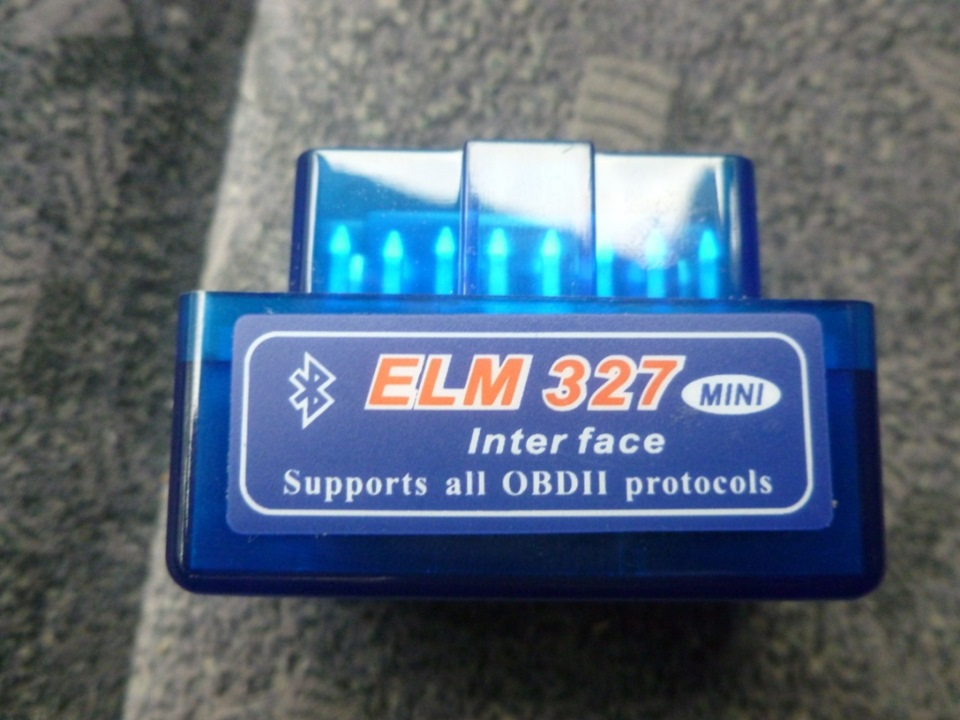 ELM 327 MINI
Inter face
Supports all OBDII protocols